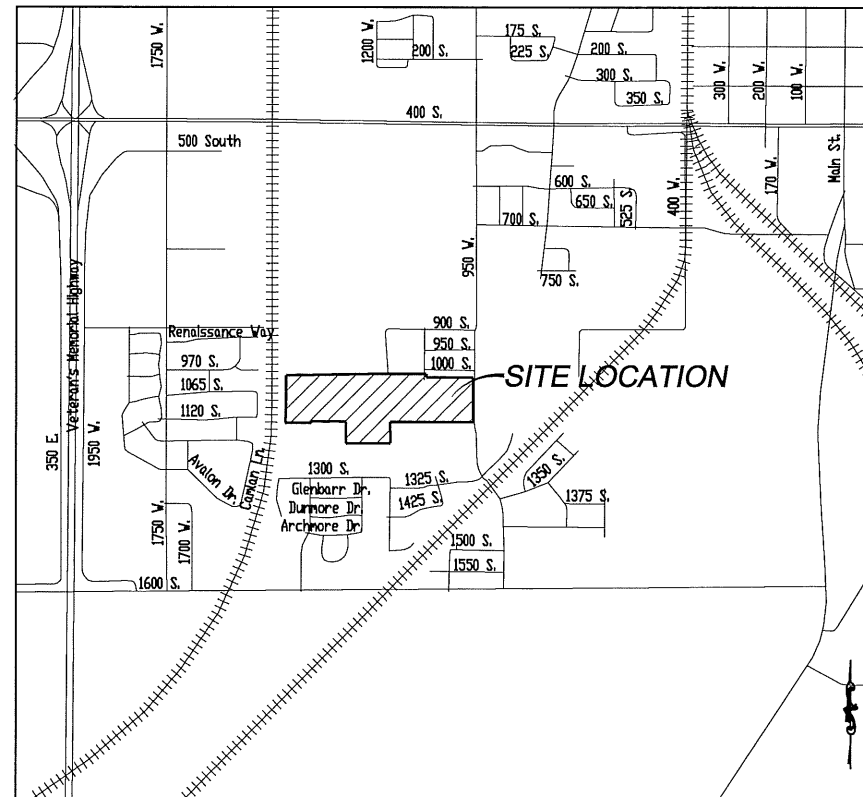 1750 W.
1200 W.
200 S.
175 S.
225 S.
200 S.
300 S.
350 S.
300 W.
200 W.
100 W.
400 S.
500 South
600 S.
650 S.
525 S.
700 S.
400 W.
170 W.
Main St.
950 W.
750 S.
Veteran's Memorial Highway
900 S.
950 S.
1000 S.
Renaissance Way
970 S.
1065 S.
1120 S.
SITE LOCATION
350 E.
1950 W.
Avalon Dr.
Camlan Ln.
1300 S.
1325 S.
1350 S.
Glenbarr Dr.
1425 S.
1375 S.
Dunmore Dr.
Archmore Dr.
1750 W.
1700 W.
1500 S.
1550 S.
1600 S.